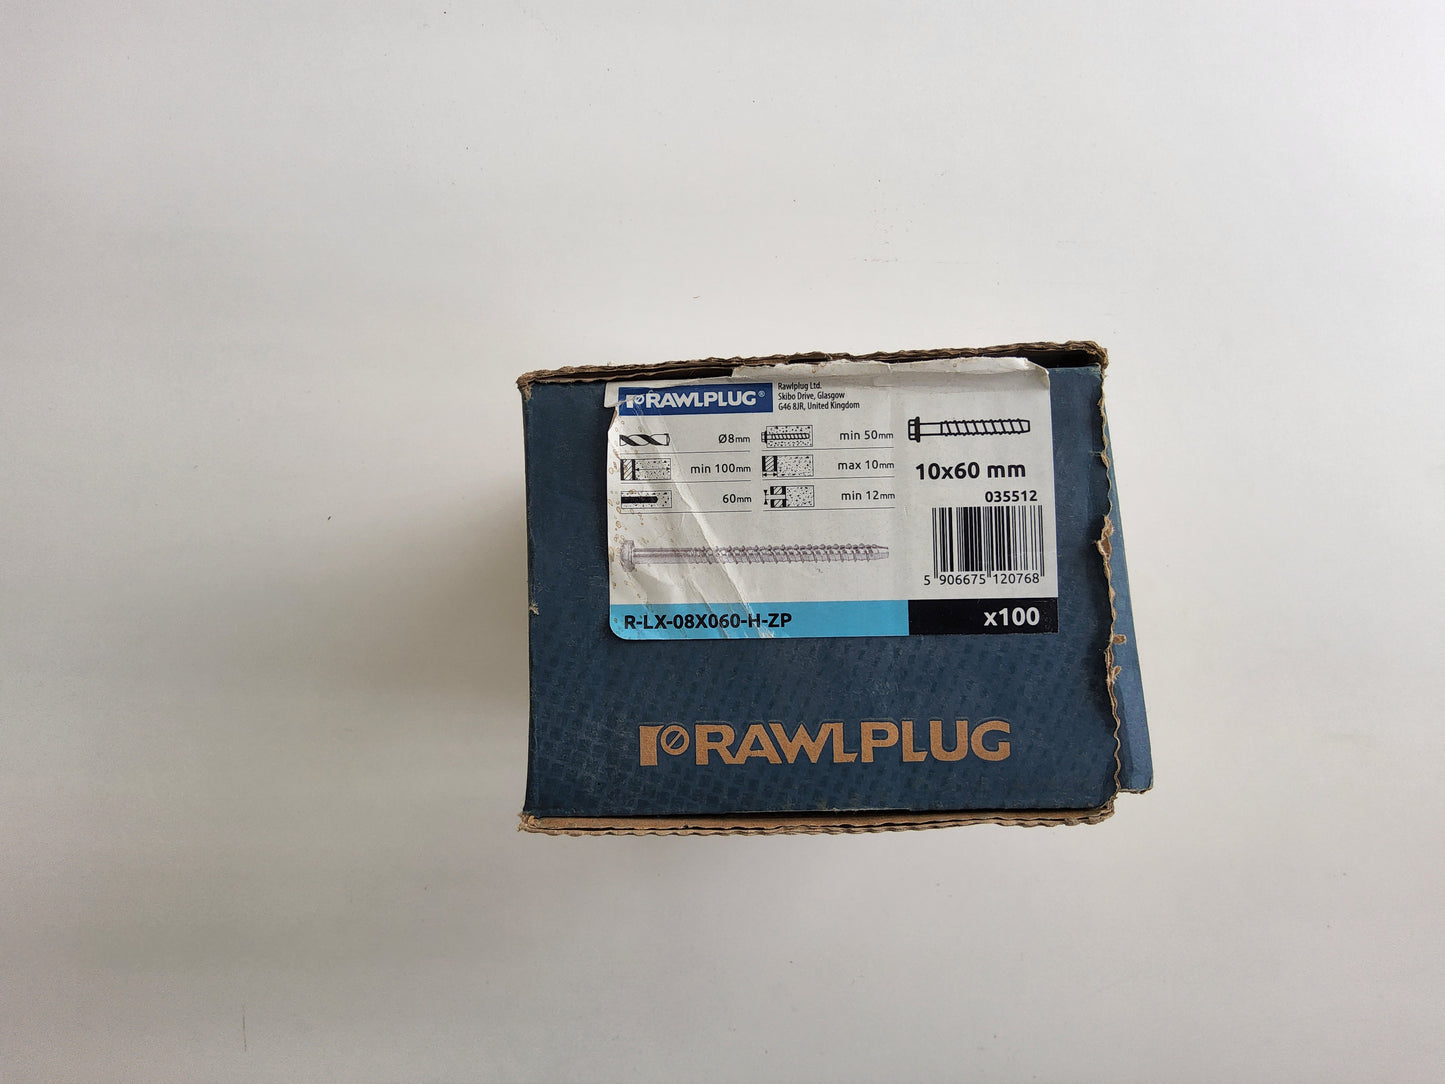 RAWLPLUG®
Rawlplug Ltd.
Skibo Drive, Glasgow
G46 8JR, United Kingdom
Ø8mm
min 50mm
min 100mm
max 10mm
60mm
min 12mm
10x60 mm
035512
5 906675 120768
R-LX-08X060-H-ZP
x100
RAWLPLUG